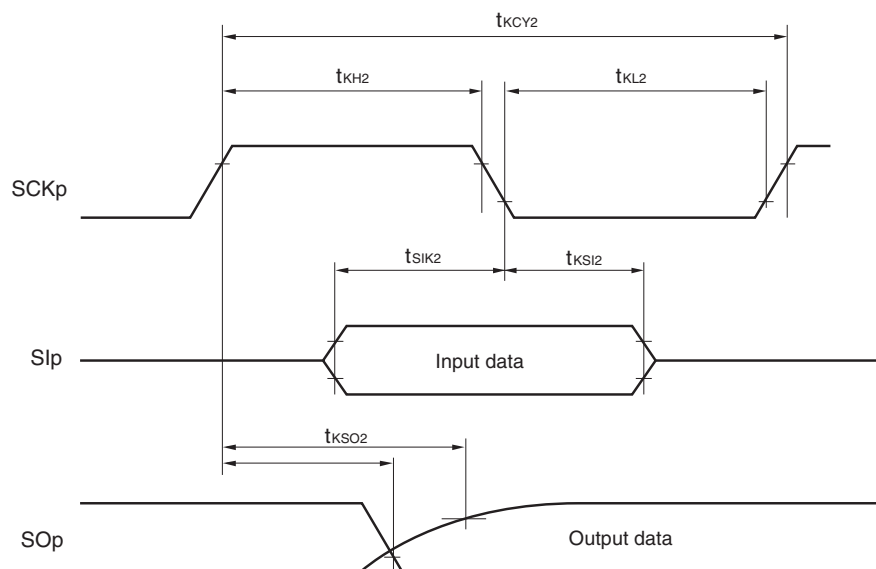 tKCY2
tKH2
tKL2
SCKp
tSIK2
tKSI2
SIp
Input data
tKSO2
SOp
Output data